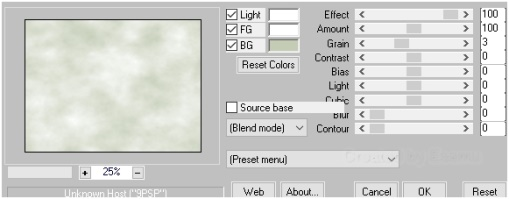 Light Effect 100
FG Amount 100
BG Grain 3
Contrast 0
Reset Colors
Bias 0
Light 0
Cubic 0
Source base
Blur 0
(Blend mode) Contour 0
(Preset menu)
+ 25% -
Unknown Host ("9PSP") Web About... Cancel OK Reset